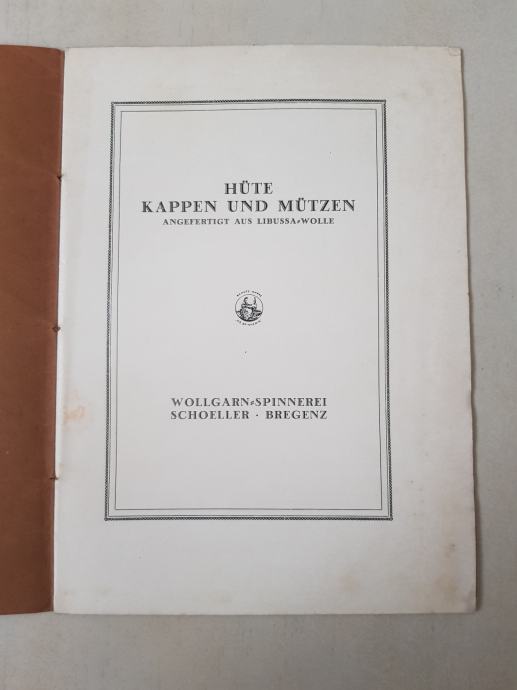 HÜTE
KAPPEN UND MÜTZEN
ANGEFERTIGT AUS LIBUSSA⸗WOLLE
WOLLGARN⸗SPINNEREI
SCHOELLER · BREGENZ